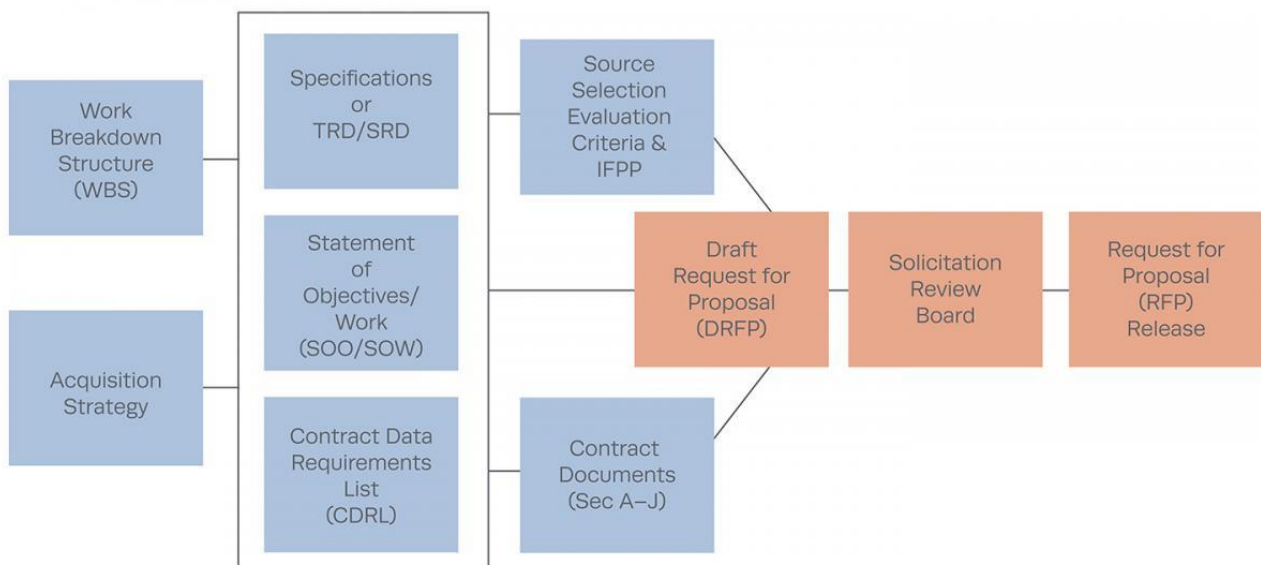 Work
Breakdown
Structure
(WBS)
Acquisition
Strategy
Specifications
or
TRD/SRD
Statement
of
Objectives/
Work
(SOO/SOW)
Contract Data
Requirements
List
(CDRL)
Source
Selection
Evaluation
Criteria &
IFPP
Contract
Documents
(Sec A–J)
Draft
Request for
Proposal
(DRFP)
Solicitation
Review
Board
Request for
Proposal
(RFP)
Release